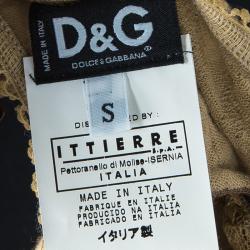 MADE IN ITALY
D&G
DOLCE & GABBANA
S
DISTRIBUTED BY :
ITTIERRE
S.p.A.
Pettoranello di Molise-ISERNIA
ITALIA
MADE IN ITALY
FABRIQUE EN ITALIE
PRODUCIDO NA ITALIA
FABRICADO EN ITALIA
イタリア製